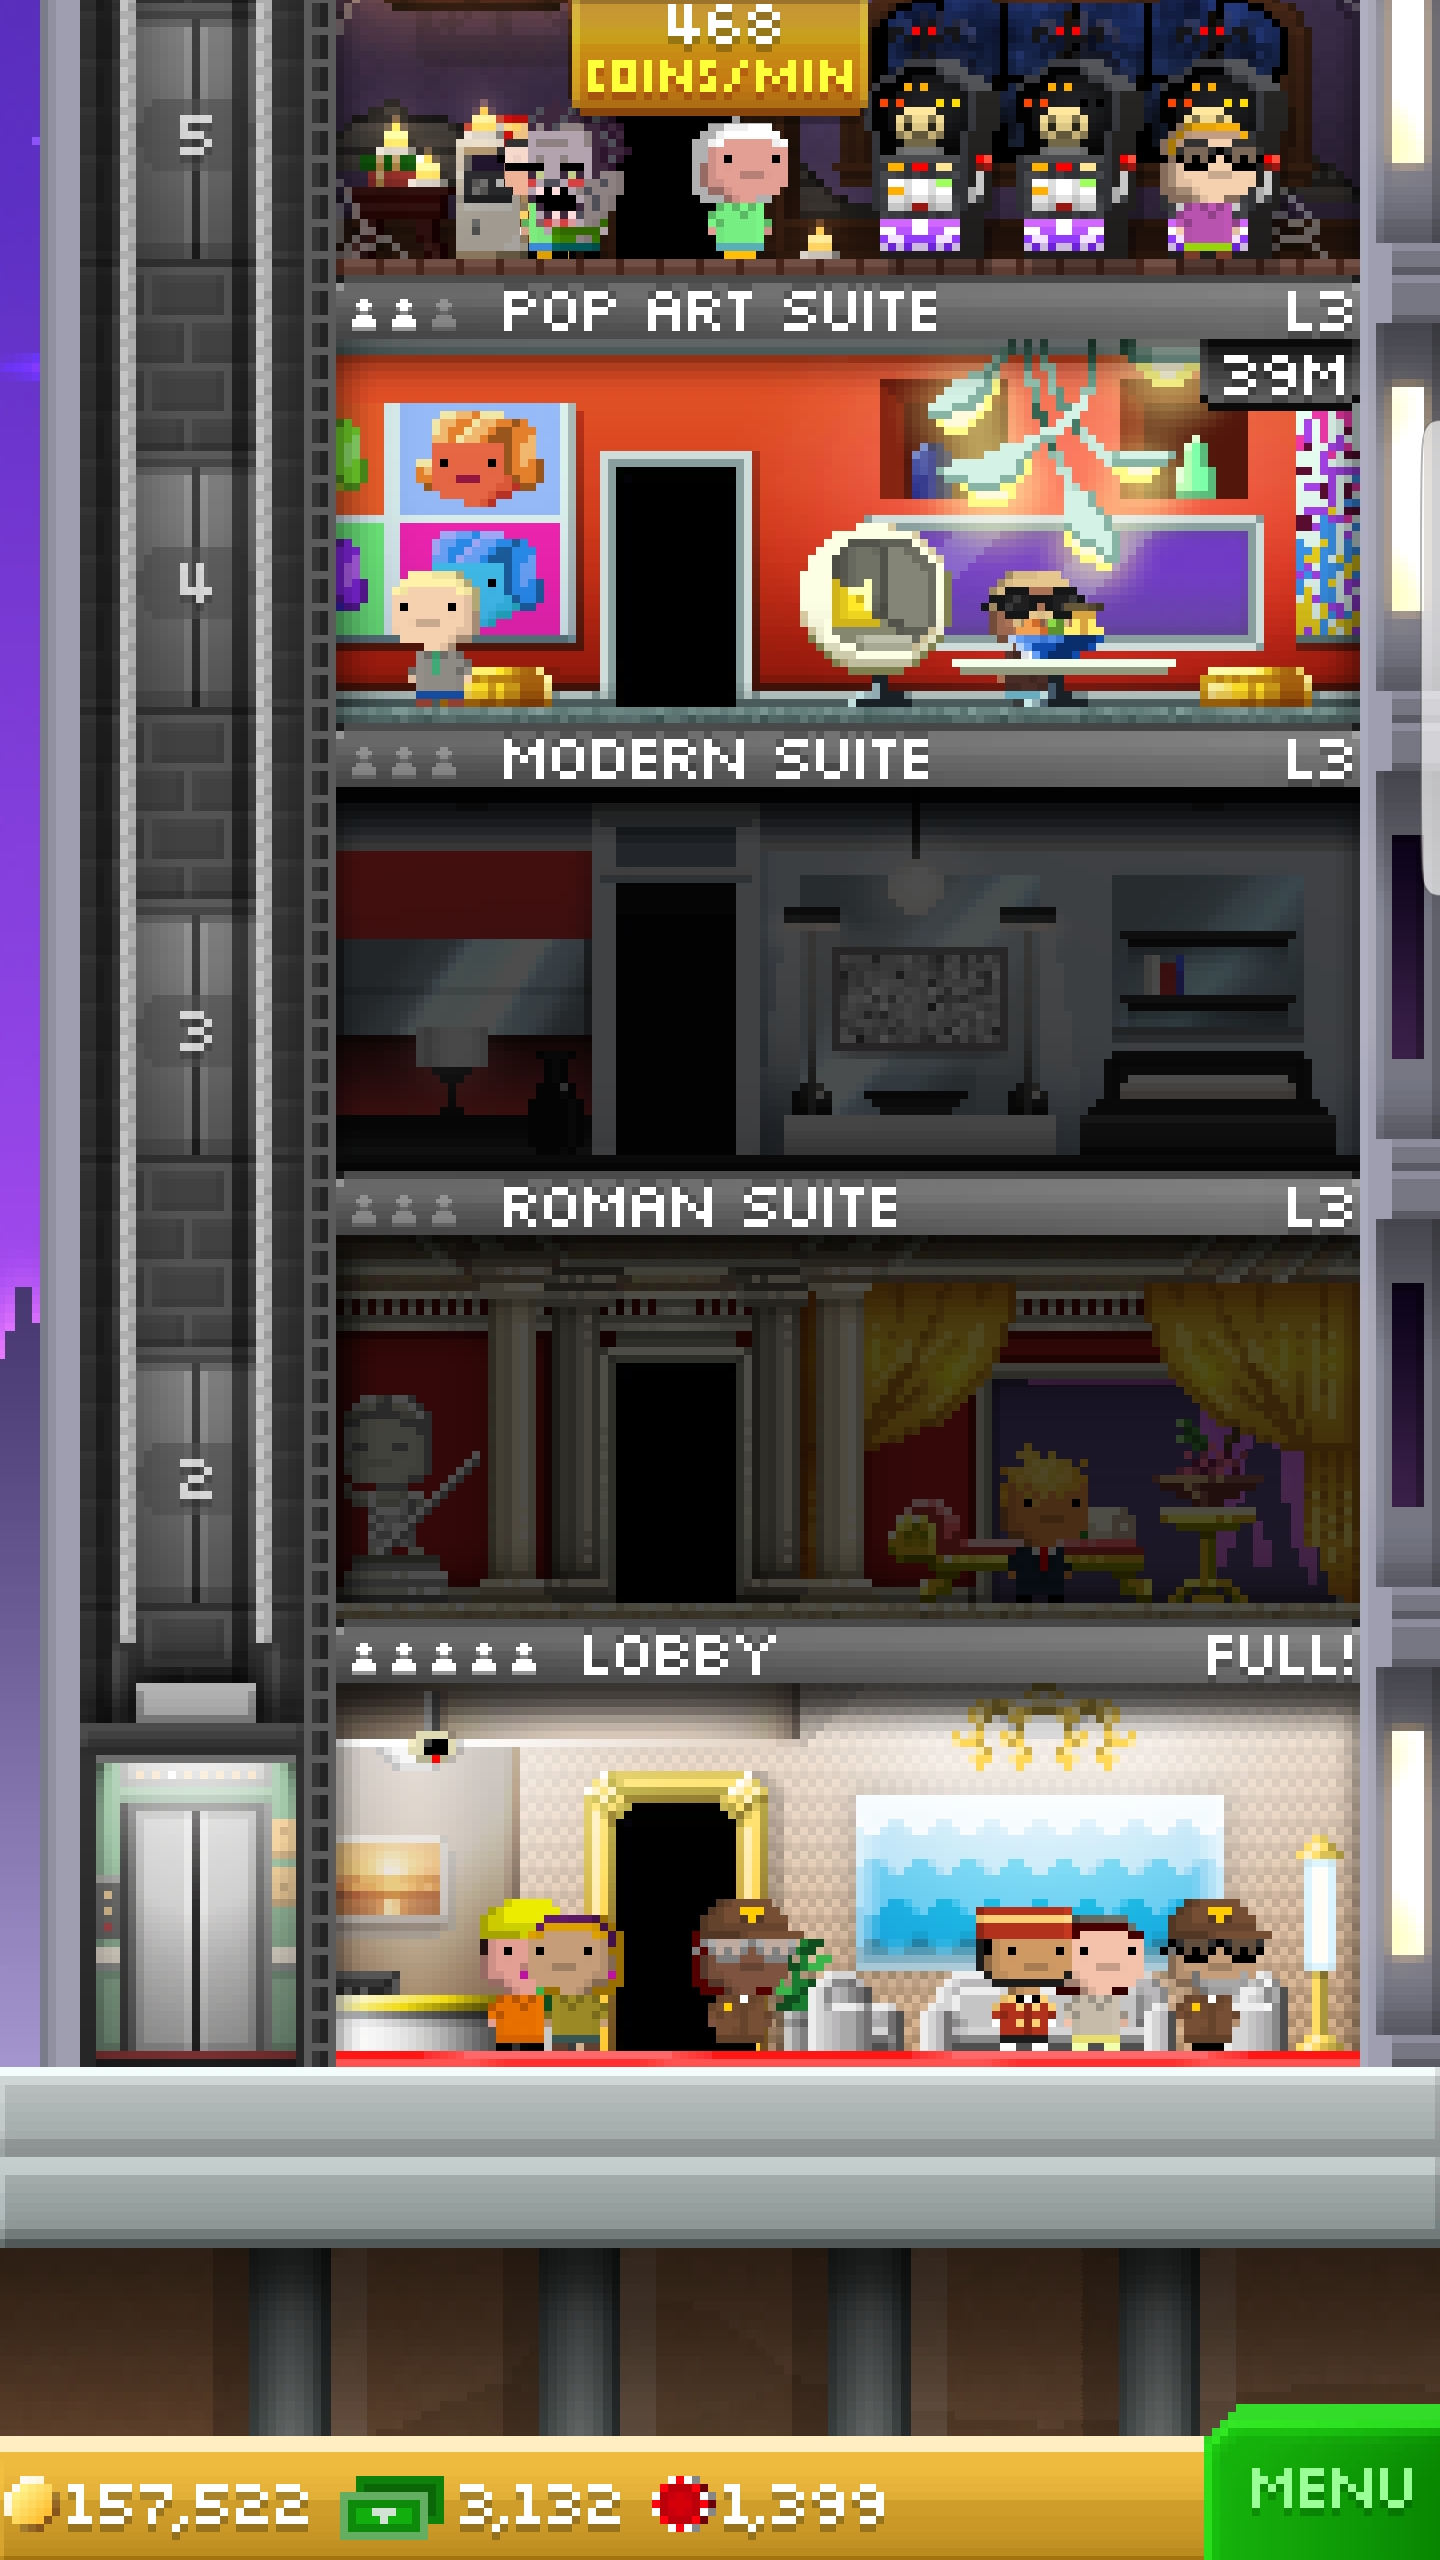 468
COINS/MIN
5
POP ART SUITE L3
39M
4
MODERN SUITE L3
3
ROMAN SUITE L3
2
LOBBY FULL!
157,522 3,132 1,399
MENU